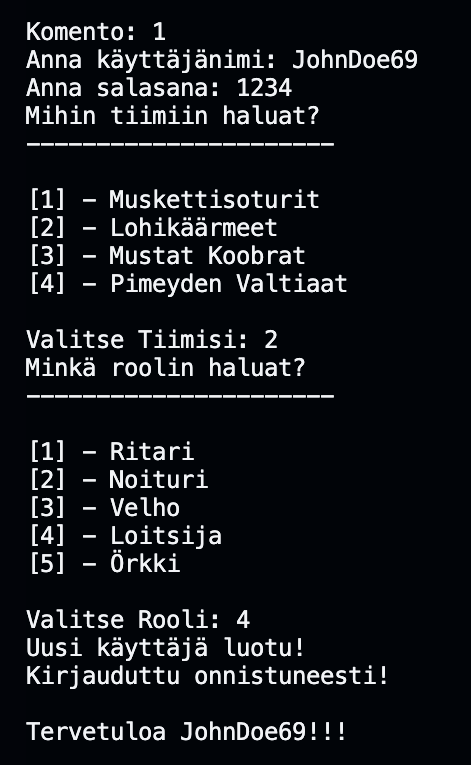 Komento: 1
Anna käyttäjänimi: JohnDoe69
Anna salasana: 1234
Mihin tiimiin haluat?
----------------------
[1] - Muskettisoturit
[2] - Lohikäärmeet
[3] - Mustat Koobrat
[4] - Pimeyden Valtiaat
Valitse Tiimisi: 2
Minkä roolin haluat?
----------------------
[1] - Ritari
[2] - Noituri
[3] - Velho
[4] - Loitsija
[5] - Örkki
Valitse Rooli: 4
Uusi käyttäjä luotu!
Kirjauduttu onnistuneesti!
Tervetuloa JohnDoe69!!!